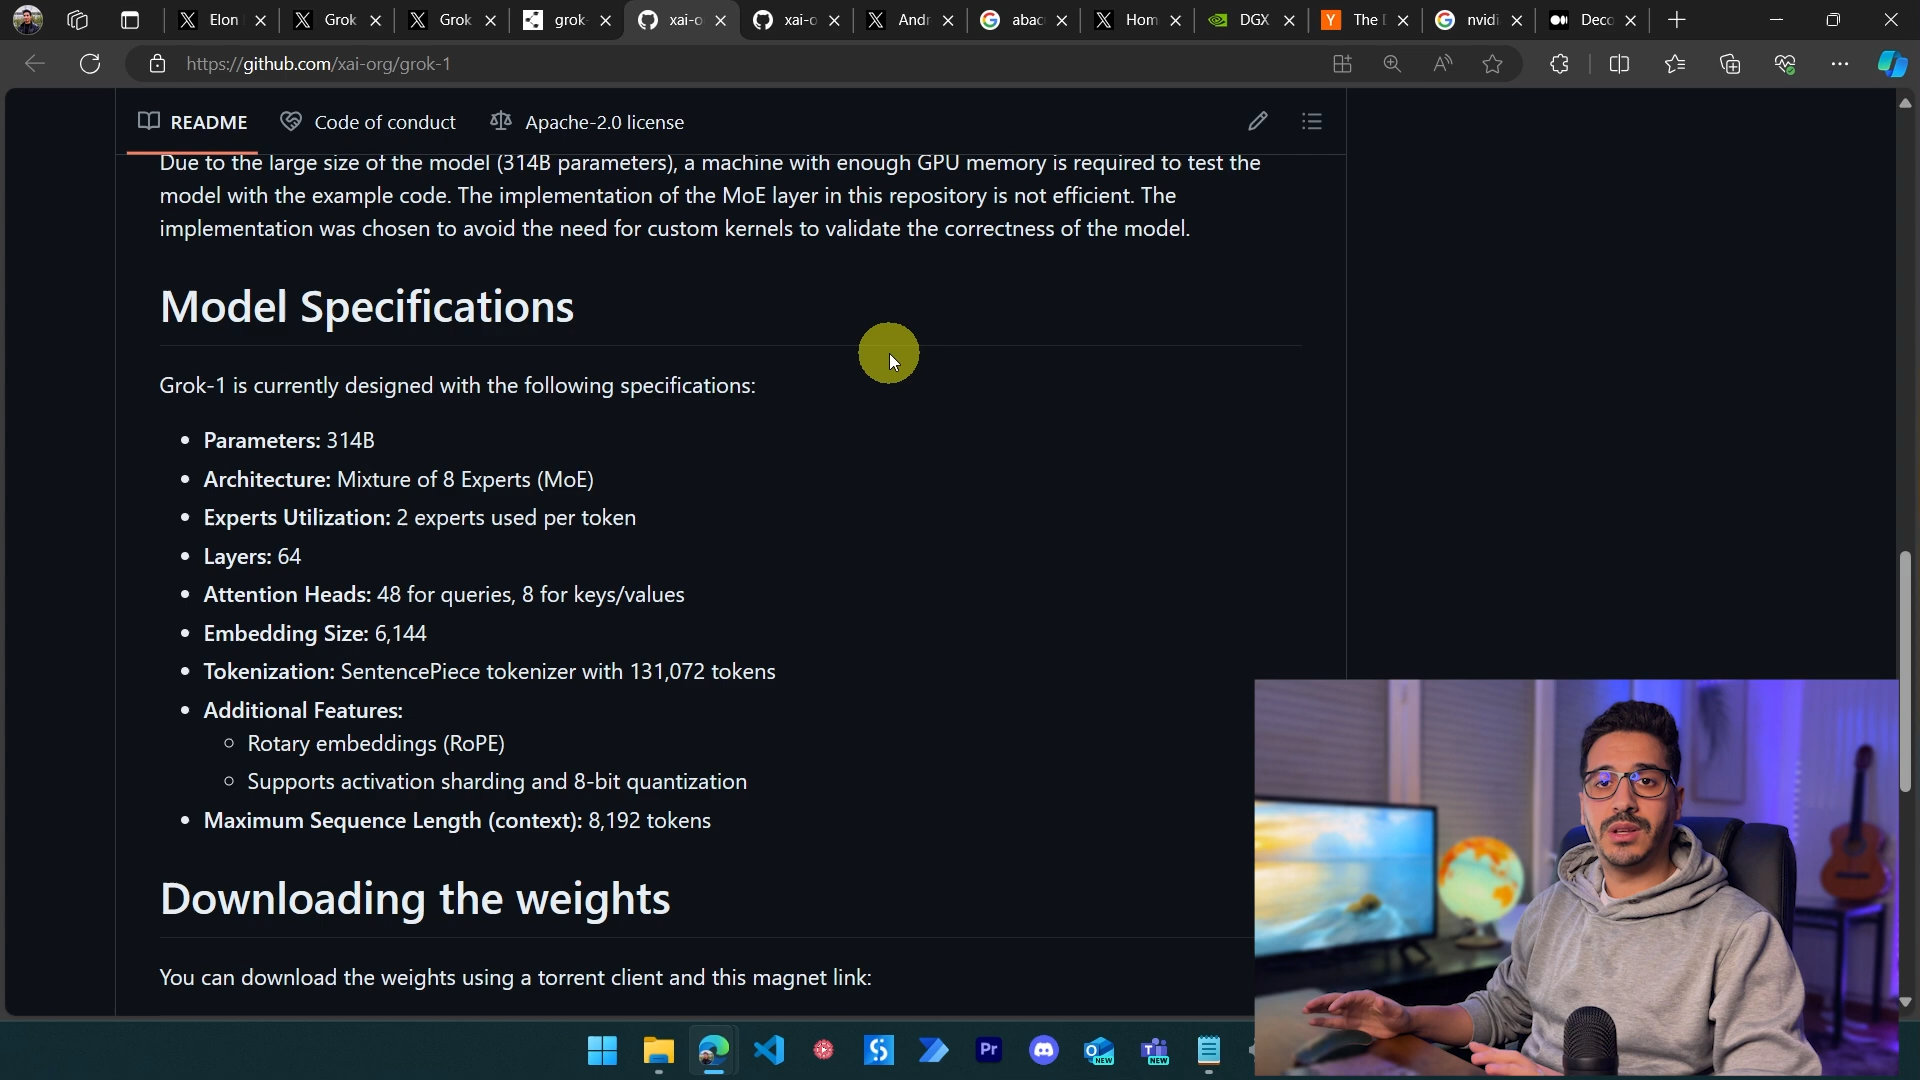 Elon
Grok
Grok
grok-
xai-o
xai-o
Andr
abac
Hom
DGX
The D
nvidi
Deco
https://github.com/xai-org/grok-1
README
Code of conduct
Apache-2.0 license
Due to the large size of the model (314B parameters), a machine with enough GPU memory is required to test the
model with the example code. The implementation of the MoE layer in this repository is not efficient. The
implementation was chosen to avoid the need for custom kernels to validate the correctness of the model.
Model Specifications
Grok-1 is currently designed with the following specifications:
• Parameters: 314B
• Architecture: Mixture of 8 Experts (MoE)
• Experts Utilization: 2 experts used per token
• Layers: 64
• Attention Heads: 48 for queries, 8 for keys/values
• Embedding Size: 6,144
• Tokenization: SentencePiece tokenizer with 131,072 tokens
• Additional Features:
○ Rotary embeddings (RoPE)
○ Supports activation sharding and 8-bit quantization
• Maximum Sequence Length (context): 8,192 tokens
Downloading the weights
You can download the weights using a torrent client and this magnet link:
Pr
NEW
NEW